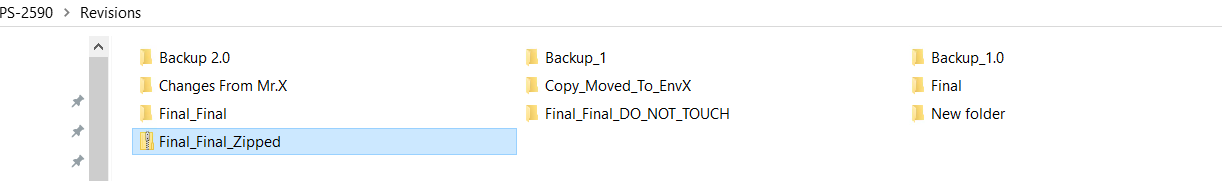 PS-2590 > Revisions
Backup 2.0 Backup_1 Backup_1.0
Changes From Mr.X Copy_Moved_To_EnvX Final
Final_Final Final_Final_DO_NOT_TOUCH New folder
Final_Final_Zipped